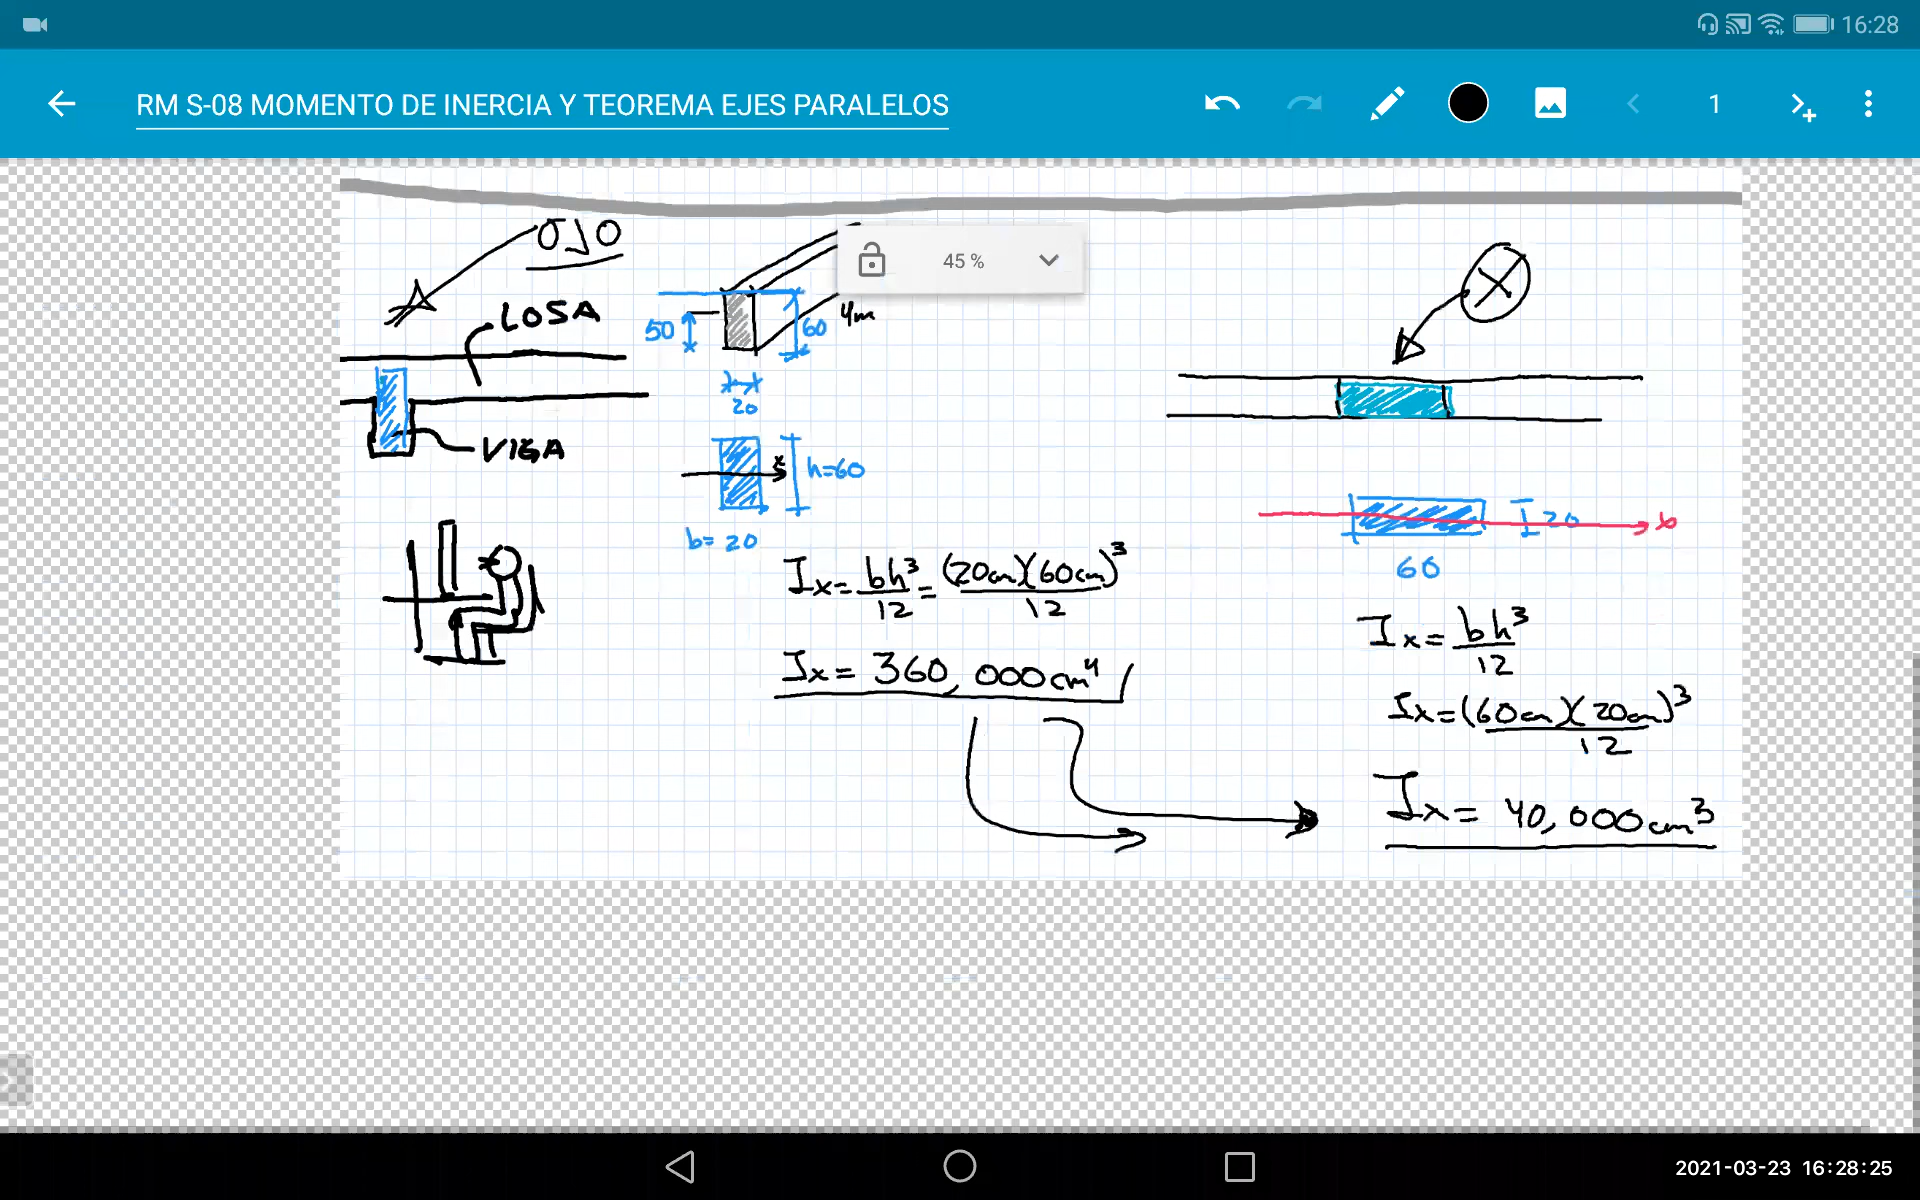 16:28
RM S-08 MOMENTO DE INERCIA Y TEOREMA EJES PARALELOS
1
45 %
OJO
LOSA
VIGA
50
60
4m
20
x
h=60
b= 20
Ix= bh³/12 = (20cm)(60cm)³/12
Ix= 360,000cm⁴
20
x
60
Ix= bh³/12
Ix=(60cm)(20cm)³/12
Ix= 40,000cm³
2021-03-23 16:28:25